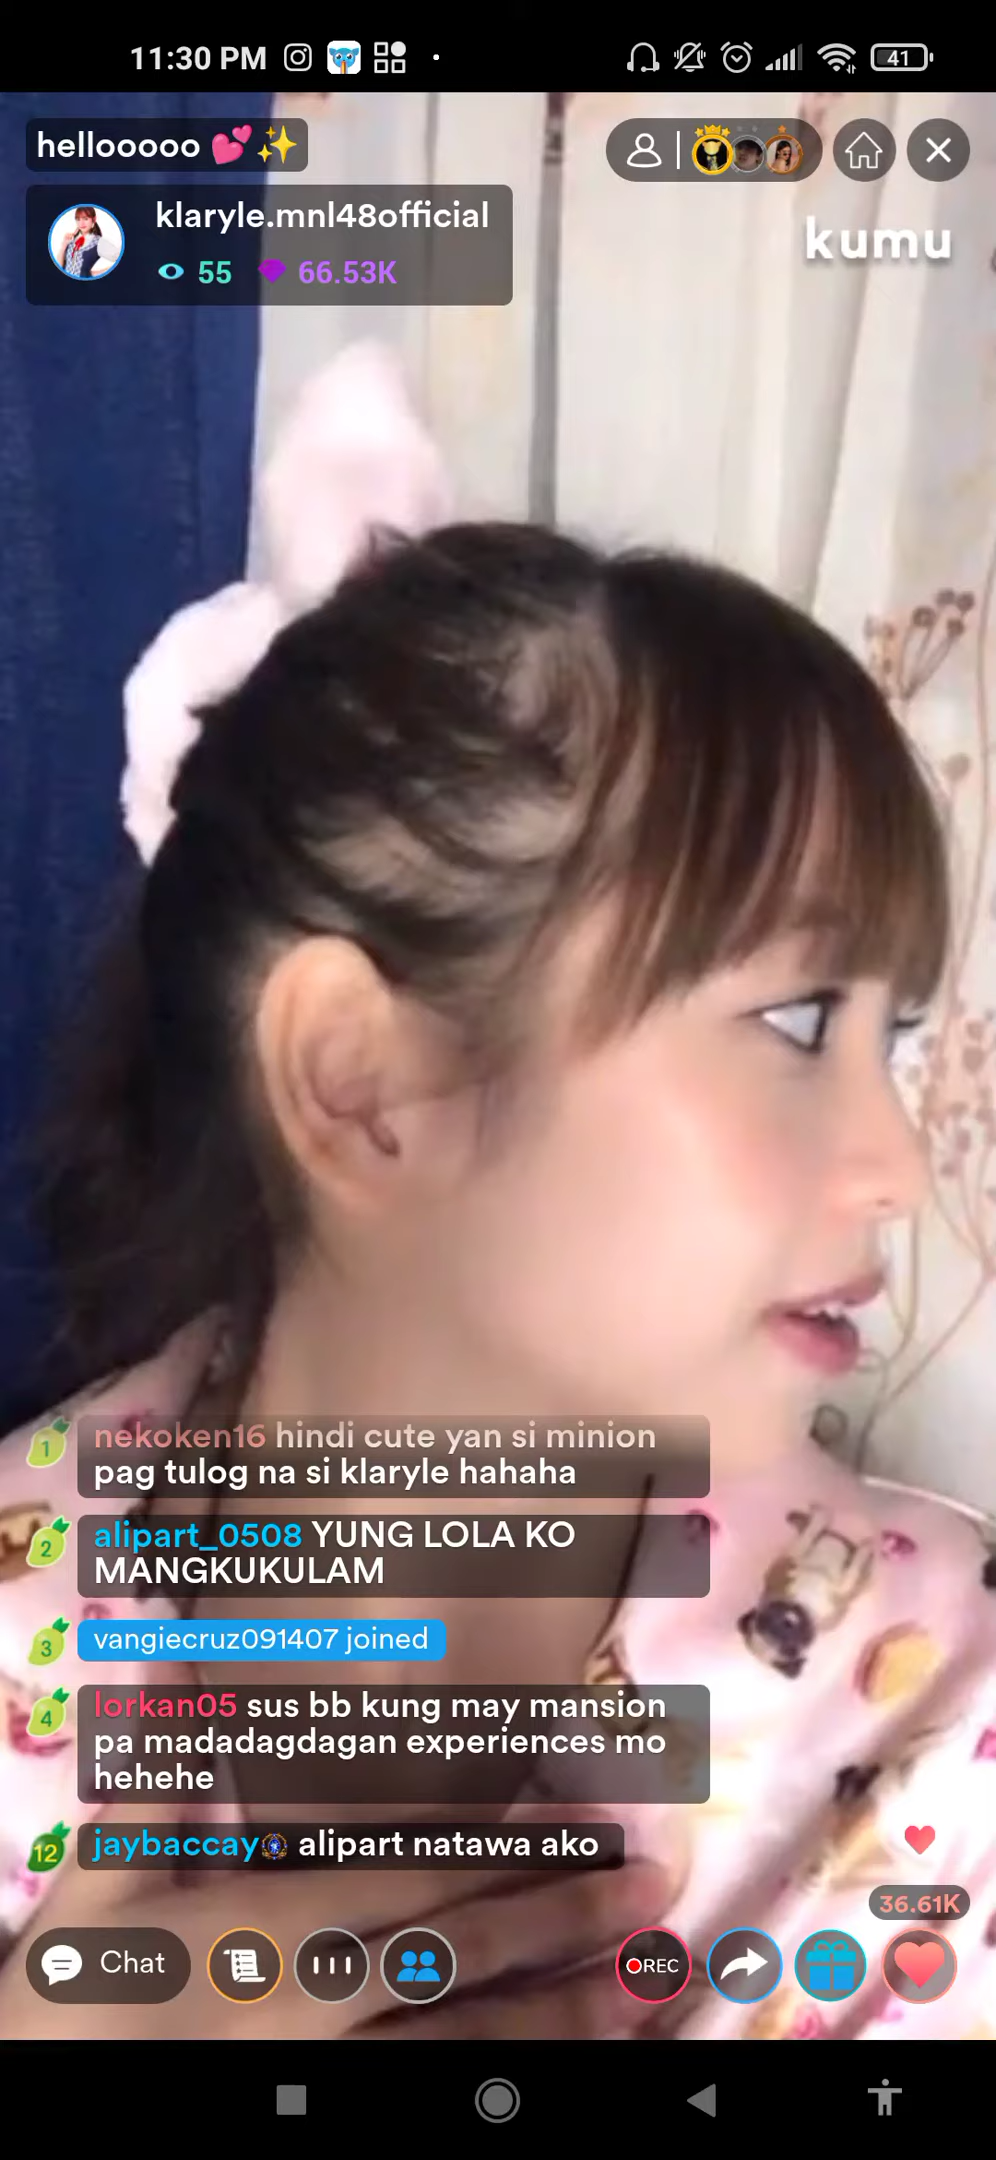 11:30 PM
41
hellooooo 💕✨
klaryle.mnl48official
55 66.53K
kumu
1 nekoken16 hindi cute yan si minion
pag tulog na si klaryle hahaha
2 alipart_0508 YUNG LOLA KO
MANGKUKULAM
3 vangiecruz091407 joined
4 lorkan05 sus bb kung may mansion
pa madadagdagan experiences mo
hehehe
12 jaybaccay alipart natawa ako
36.61K
Chat
REC